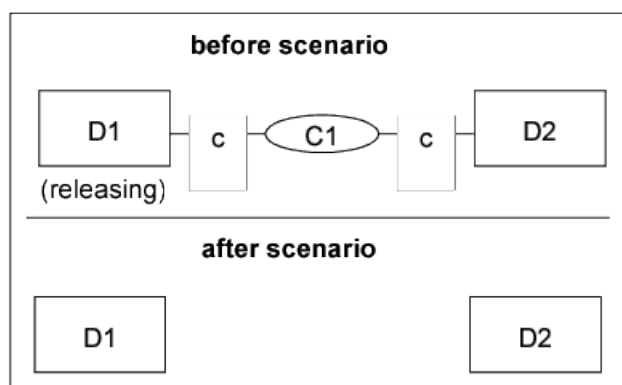 before scenario
D1 c C1 c D2
(releasing)
after scenario
D1 D2